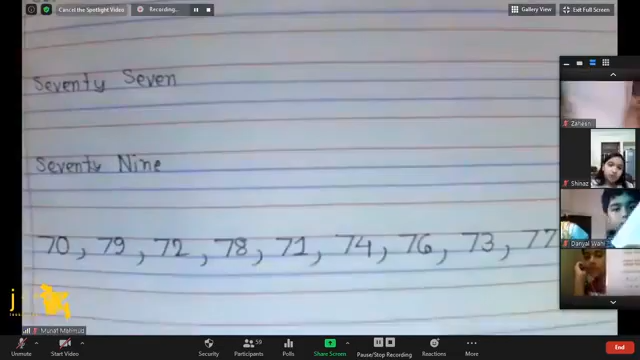 Cancel the Spotlight Video
Recording...
Gallery View
Exit Full Screen
Seventy Seven
Seventy Nine
70, 79, 72, 78, 71, 74, 76, 73, 77
Zahesh
Shinaz
Danyal Wani
Munaf Mahmud
Unmute
Start Video
Security
59
Participants
Polls
Share Screen
Pause/Stop Recording
Reactions
More
End